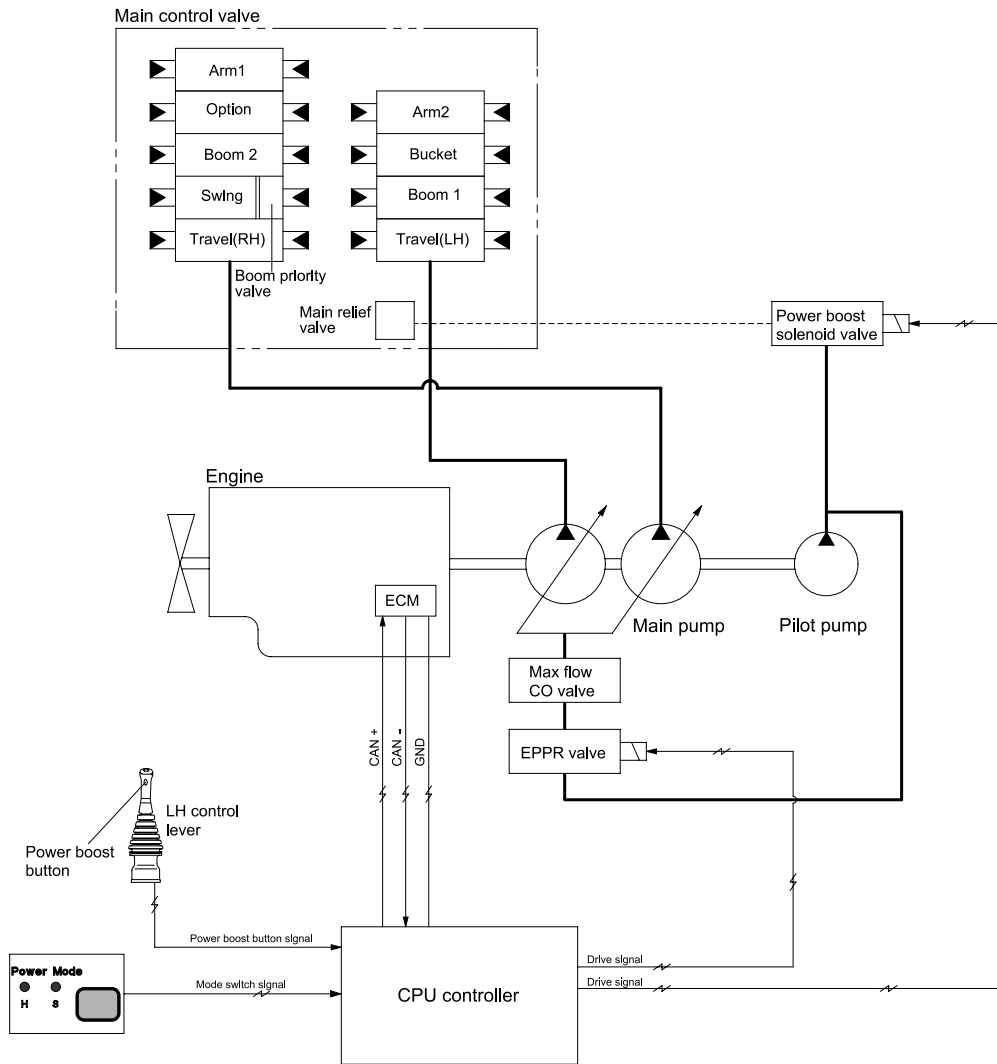 Main control valve
Arm1
Option
Boom 2
Swing
Travel(RH)
Arm2
Bucket
Boom 1
Travel(LH)
Boom priority
valve
Main relief
valve
Power boost
solenoid valve
Engine
ECM
Main pump
Pilot pump
Max flow
CO valve
EPPR valve
CAN +
CAN -
GND
LH control
lever
Power boost
button
Power boost button signal
Power Mode
H
S
Mode switch signal
CPU controller
Drive signal
Drive signal